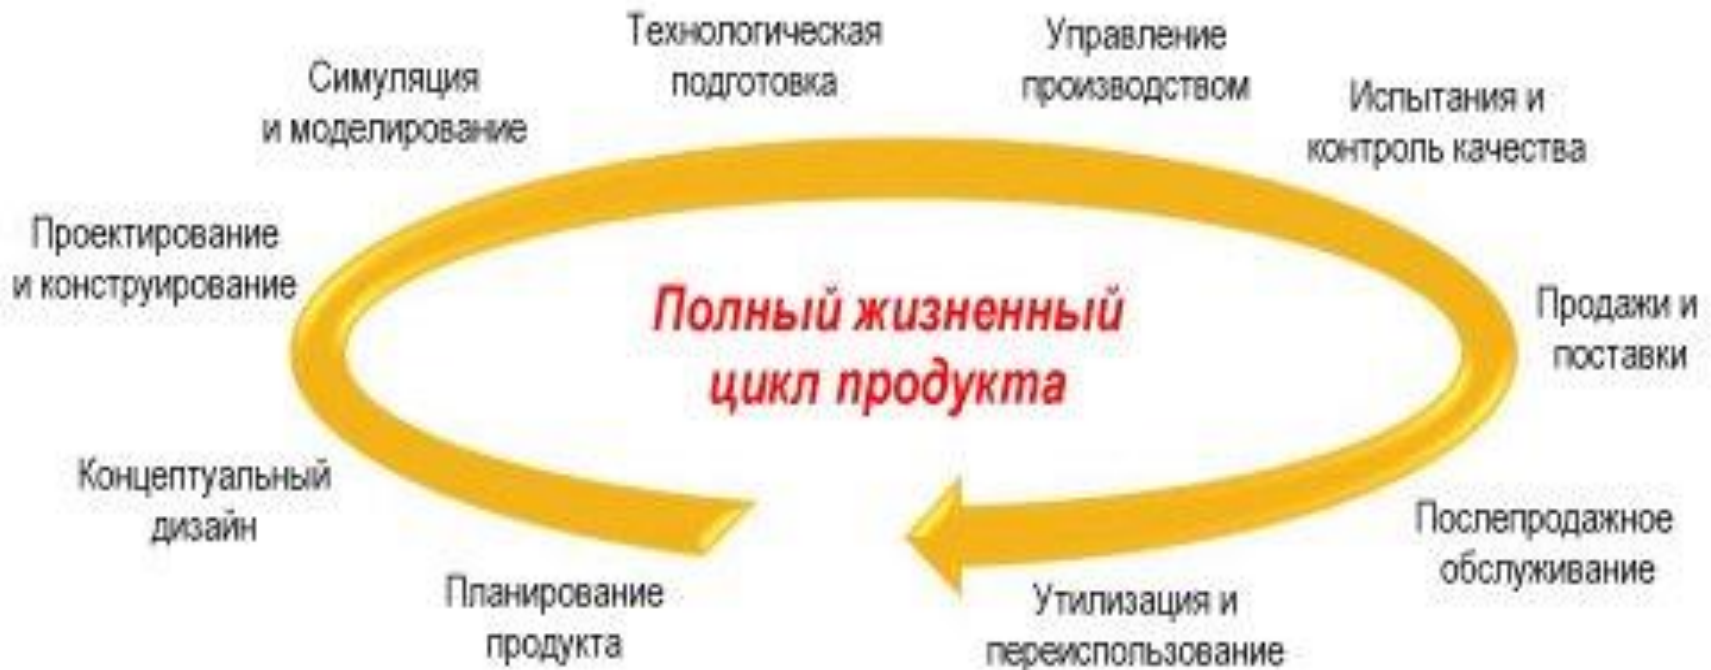 Технологическая
подготовка
Управление
производством
Симуляция
и моделирование
Испытания и
контроль качества
Проектирование
и конструирование
Полный жизненный
цикл продукта
Продажи и
поставки
Концептуальный
дизайн
Послепродажное
обслуживание
Планирование
продукта
Утилизация и
переиспользование